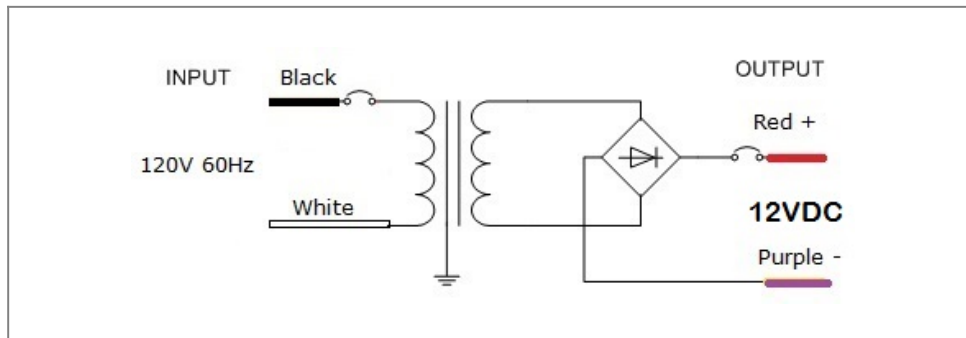 INPUT
Black
OUTPUT
Red +
120V 60Hz
White
12VDC
Purple -